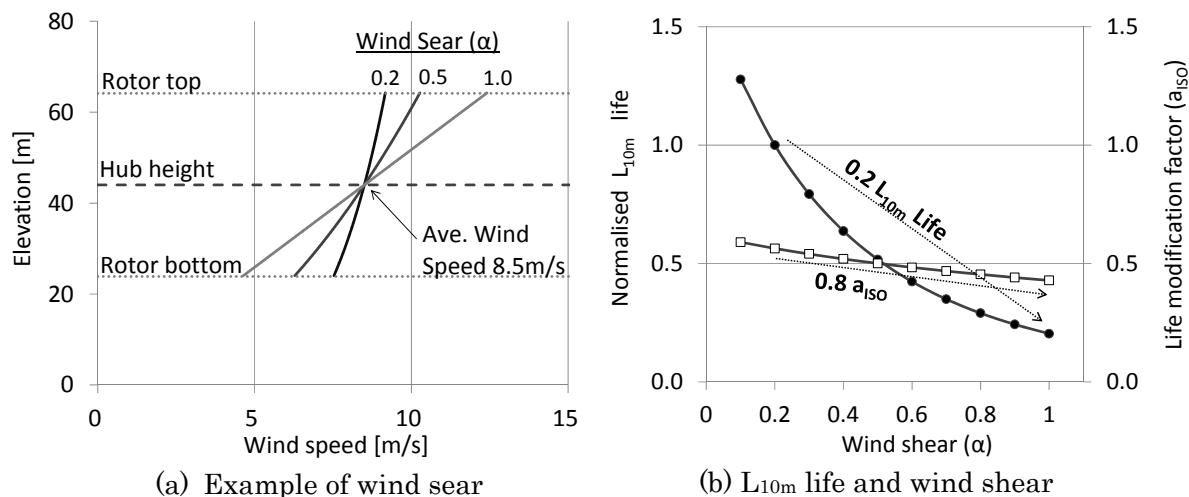 80
60
40
20
0
Elevation [m]
Wind Sear (α)
0.2
0.5
1.0
Rotor top
Hub height
Ave. Wind
Speed 8.5m/s
Rotor bottom
0
5
10
15
Wind speed [m/s]
(a) Example of wind sear
1.5
1.0
0.5
0.0
Normalised L10m life
0.2 L10m Life
0.8 aISO
1.5
1.0
0.5
0.0
Life modification factor (aISO)
0
0.2
0.4
0.6
0.8
1
Wind shear (α)
(b) L10m life and wind shear